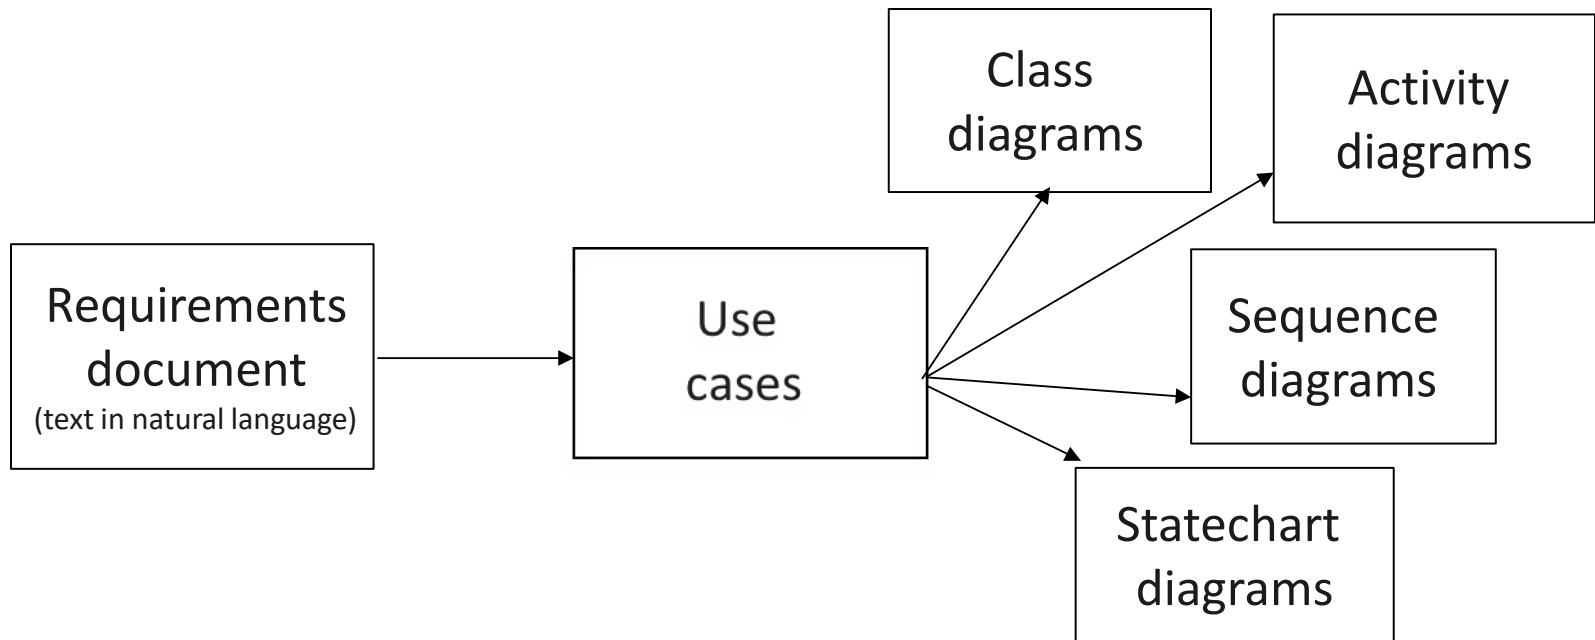 Requirements
document
(text in natural language)
Use
cases
Class
diagrams
Activity
diagrams
Sequence
diagrams
Statechart
diagrams